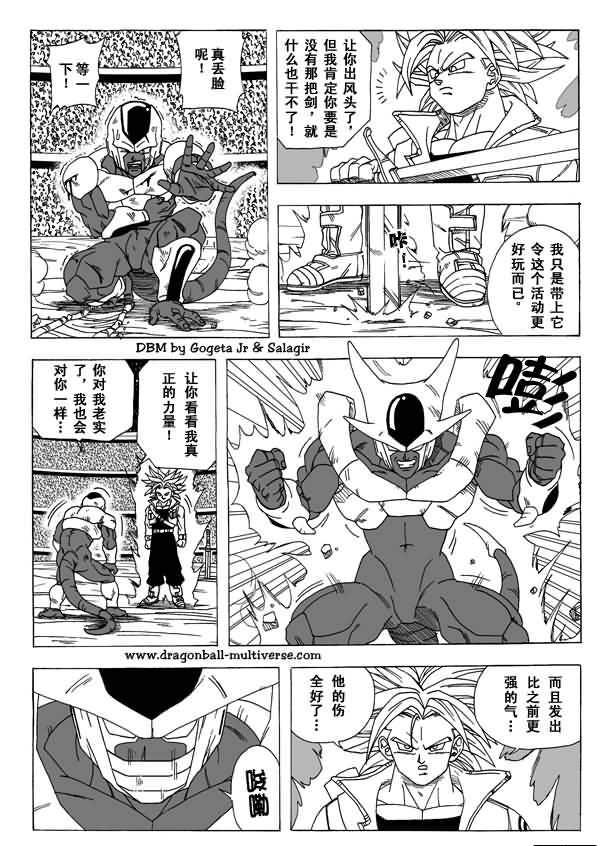 让你出风头了，
但我肯定你要是
没有那把剑，就
什么也干不了！
真丢脸
呢！
等一
下！
我只是带上它
令这个活动更
好玩而已。
咔
DBM by Gogeta Jr & Salagir
嘭
让你看看我真
正的力量！
你对我老实
了，我也会
对你一样…
www.dragonball-multiverse.com
而且发出
比之前更
强的气…
他的伤
全好了…